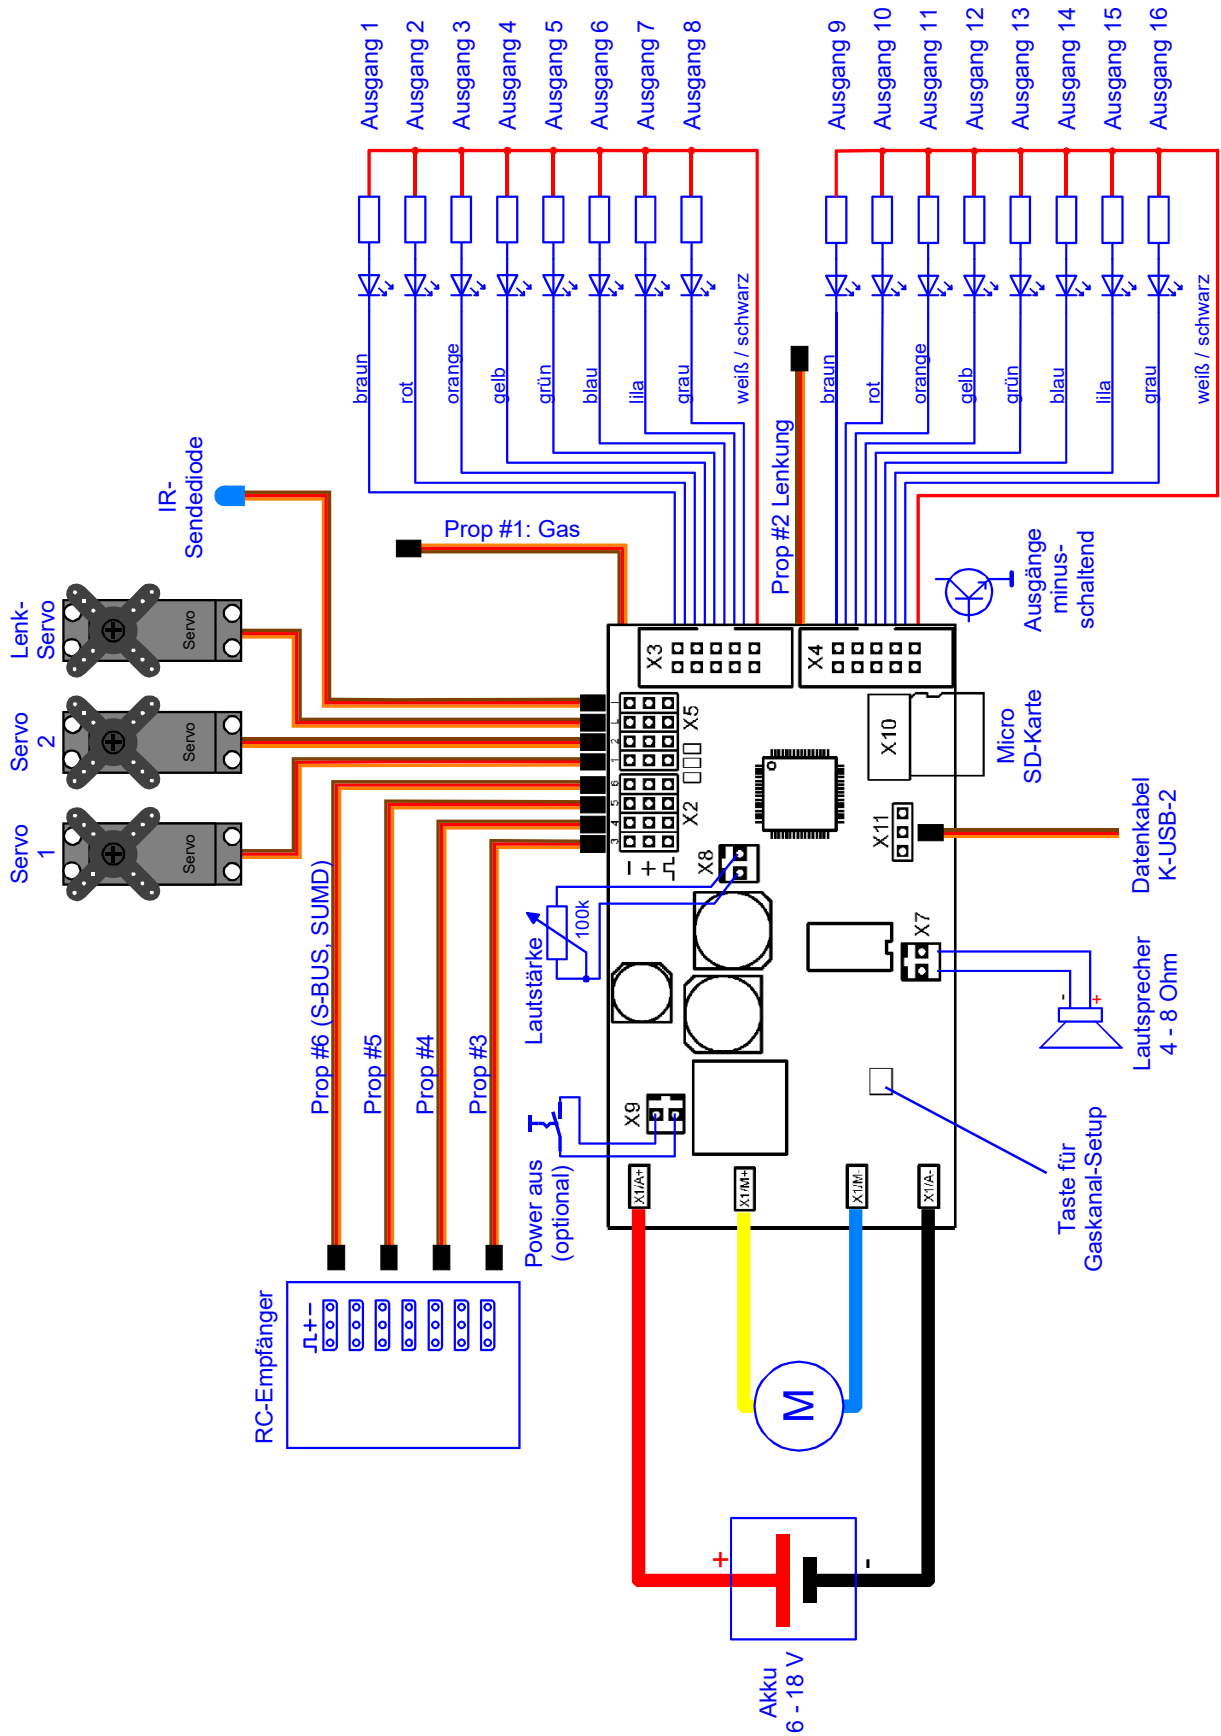 Servo
1
Servo
2
Lenk-
Servo
Servo
Servo
Servo
IR-
Sendediode
Prop #1: Gas
Ausgang 1
Ausgang 2
Ausgang 3
Ausgang 4
Ausgang 5
Ausgang 6
Ausgang 7
Ausgang 8
braun
rot
orange
gelb
grün
blau
lila
grau
weiß / schwarz
Prop #2 Lenkung
Ausgang 9
Ausgang 10
Ausgang 11
Ausgang 12
Ausgang 13
Ausgang 14
Ausgang 15
Ausgang 16
braun
rot
orange
gelb
grün
blau
lila
grau
weiß / schwarz
Ausgänge
minus-
schaltend
RC-Empfänger
+ -
Prop #6 (S-BUS, SUMD)
Prop #5
Prop #4
Prop #3
Power aus
(optional)
Lautstärke
100k
- +
3 4 5 6 1 2 L I
X2
X5
X3
X4
X8
X9
X10
X11
X7
X1/A+
X1/M+
X1/M-
X1/A-
Micro
SD-Karte
Datenkabel
K-USB-2
Lautsprecher
4 - 8 Ohm
-
+
Taste für
Gaskanal-Setup
M
+
-
Akku
6 - 18 V